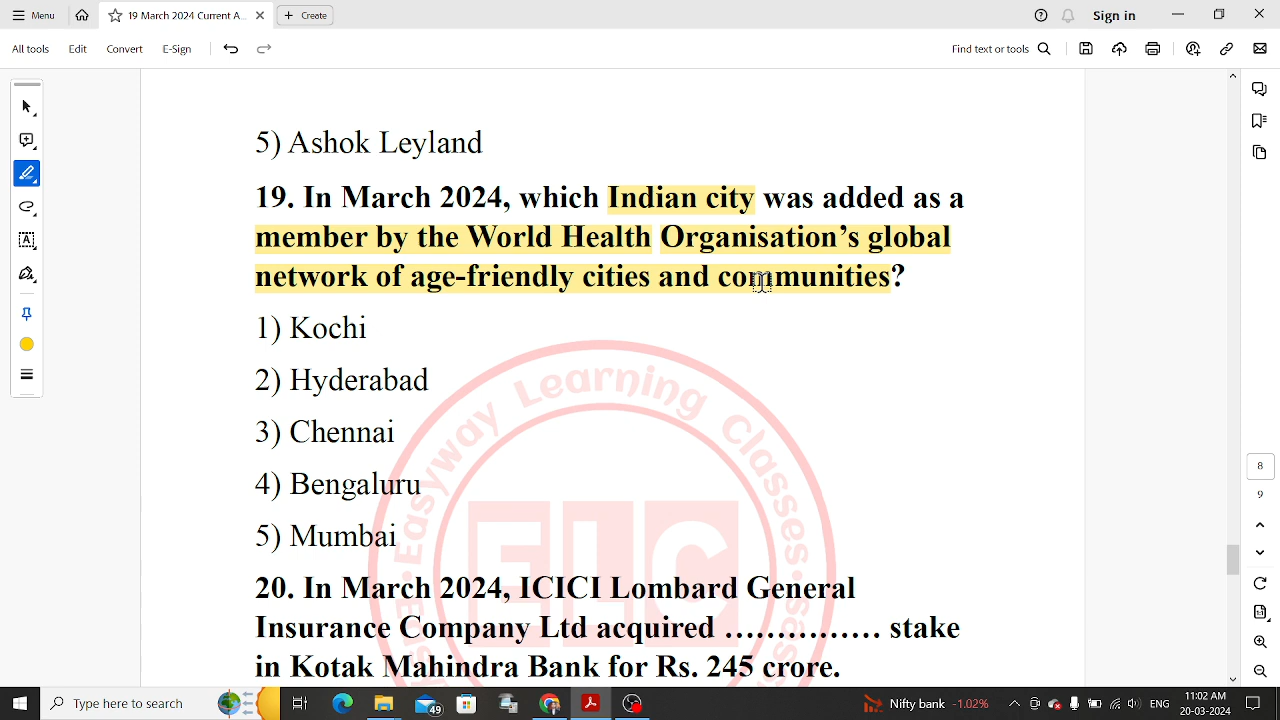 Menu
19 March 2024 Current A...
Create
Sign in
All tools
Edit
Convert
E-Sign
Find text or tools
5) Ashok Leyland
19. In March 2024, which Indian city was added as a
member by the World Health Organisation’s global
network of age-friendly cities and communities?
1) Kochi
2) Hyderabad
3) Chennai
4) Bengaluru
5) Mumbai
20. In March 2024, ICICI Lombard General
Insurance Company Ltd acquired …………… stake
in Kotak Mahindra Bank for Rs. 245 crore.
Easyway Learning Classes
ELC
8
9
Type here to search
49
Nifty bank -1.02%
ENG
11:02 AM
20-03-2024